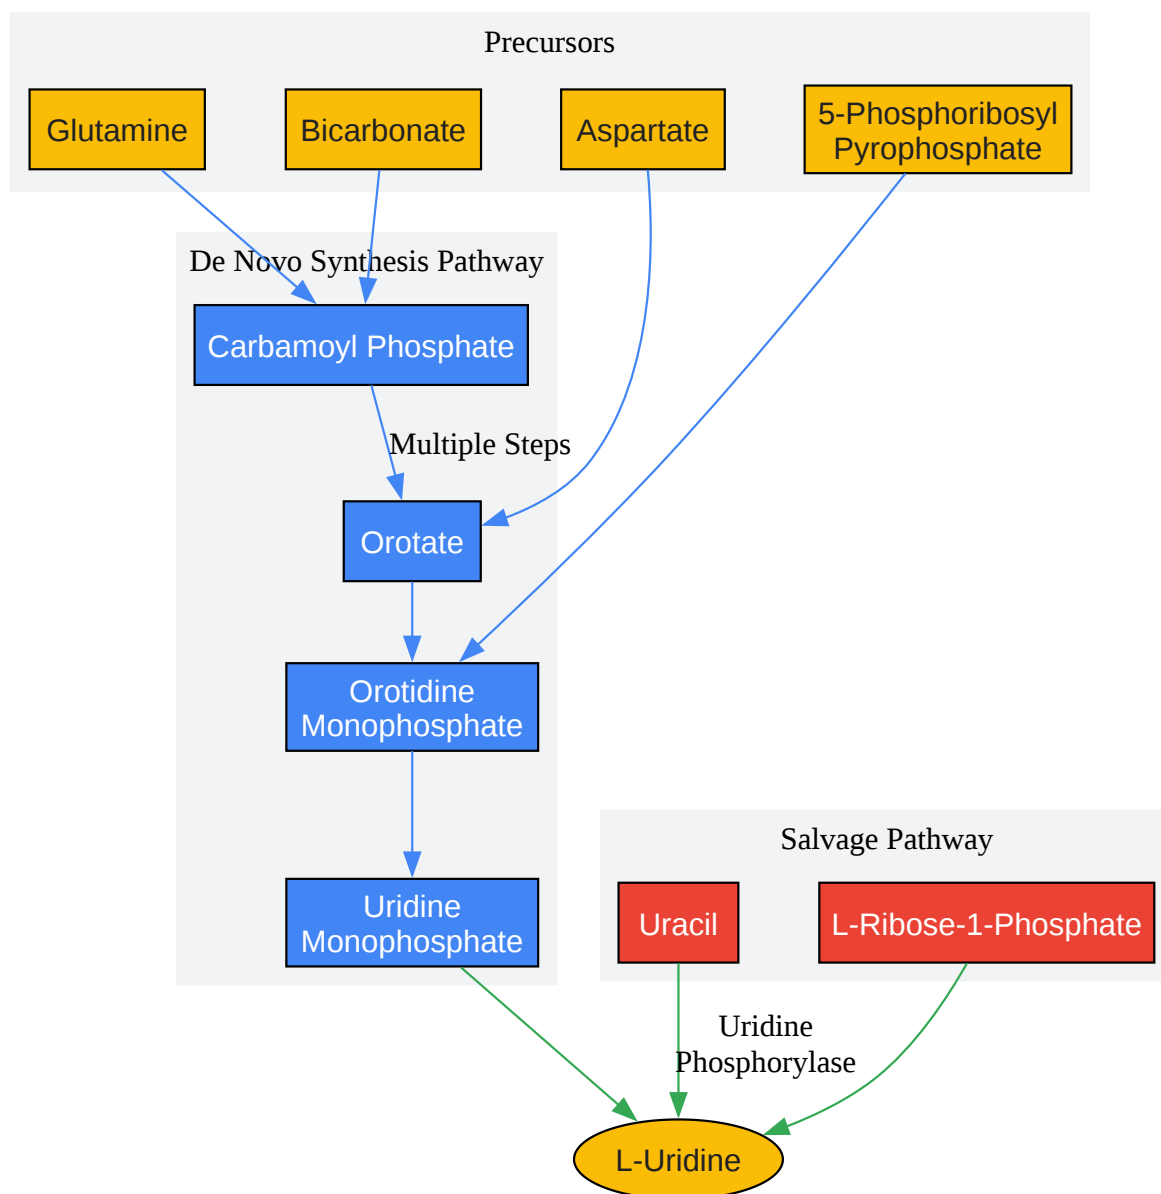 Precursors
Glutamine
Bicarbonate
Aspartate
5-Phosphoribosyl
Pyrophosphate
De Novo Synthesis Pathway
Carbamoyl Phosphate
Multiple Steps
Orotate
Orotidine
Monophosphate
Salvage Pathway
Uridine
Monophosphate
Uracil
L-Ribose-1-Phosphate
Uridine
Phosphorylase
L-Uridine